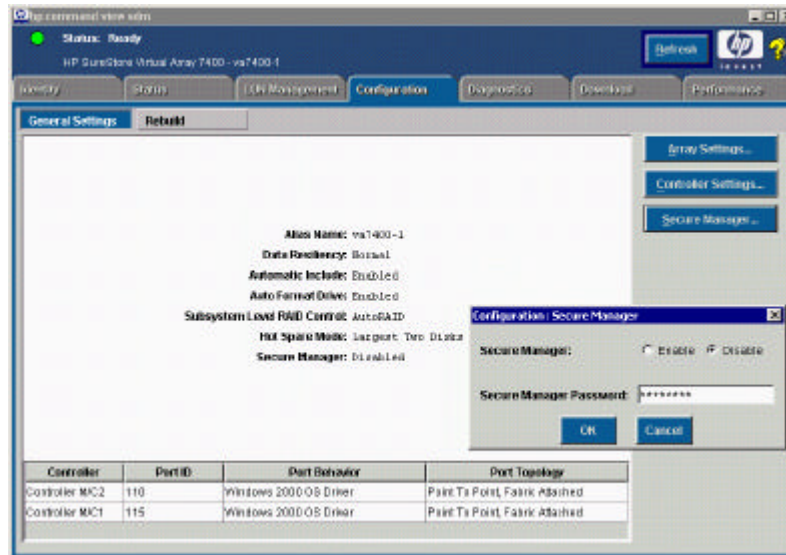 hp command view sdm
Status: Ready
HP SureStore Virtual Array 7400 - va7400-1
Refresh
hp
invent
?
Identity
Status
LUN Management
Configuration
Diagnostics
Download
Performance
General Settings
Rebuild
Array Settings...
Controller Settings...
Secure Manager...
Alias Name: va7400-1
Data Resiliency: Normal
Automatic Include: Enabled
Auto Format Drive: Enabled
Subsystem Level RAID Control: AutoRAID
Hot Spare Mode: Largest Two Disks
Secure Manager: Disabled
Configuration : Secure Manager
Secure Manager: Enable Disable
Secure Manager Password: ********
OK
Cancel
Controller Port ID Port Behavior Port Topology
Controller M/C2 110 Windows 2000 OS Driver Point To Point, Fabric Attached
Controller M/C1 115 Windows 2000 OS Driver Point To Point, Fabric Attached